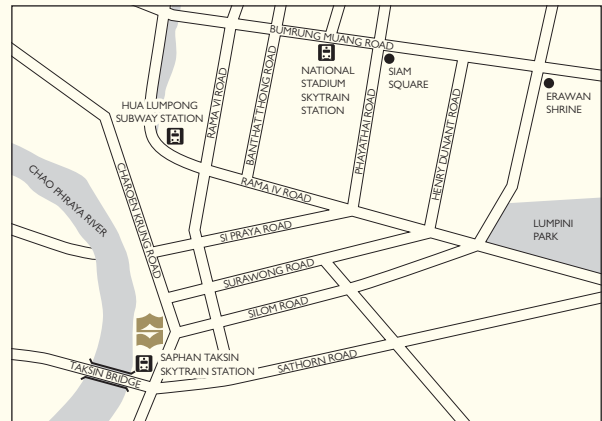 BUMRUNG MUANG ROAD
NATIONAL
STADIUM
SKYTRAIN
STATION
SIAM
SQUARE
ERAWAN
SHRINE
HUA LUMPONG
SUBWAY STATION
RAMA VI ROAD
BANTHAT THONG ROAD
PHAYATHAI ROAD
HENRY DUNANT ROAD
CHAO PHRAYA RIVER
CHAROEN KRUNG ROAD
RAMA IV ROAD
LUMPINI
PARK
SI PRAYA ROAD
SURAWONG ROAD
SILOM ROAD
SATHORN ROAD
SAPHAN TAKSIN
SKYTRAIN STATION
TAKSIN BRIDGE